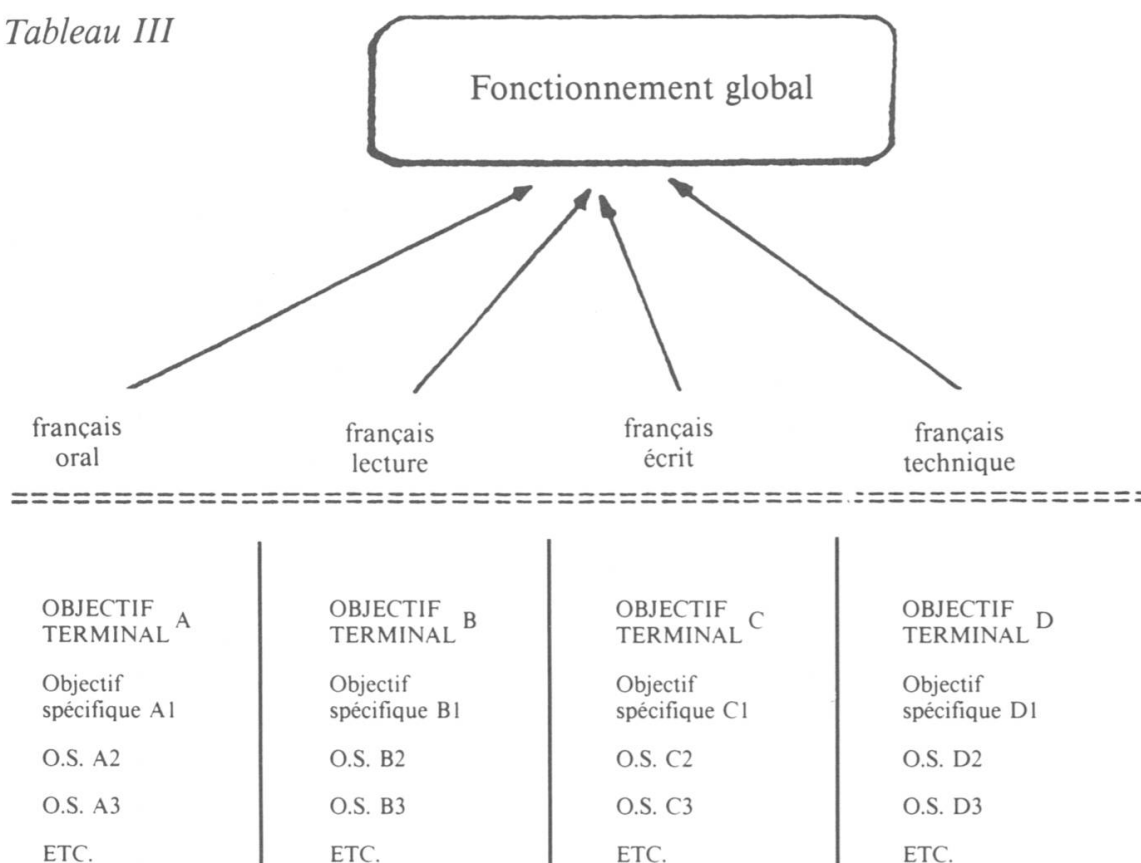 Tableau III
Fonctionnement global
français
oral
français
lecture
français
écrit
français
technique
OBJECTIF
TERMINAL A
Objectif
spécifique A1
O.S. A2
O.S. A3
ETC.
OBJECTIF
TERMINAL B
Objectif
spécifique B1
O.S. B2
O.S. B3
ETC.
OBJECTIF
TERMINAL C
Objectif
spécifique C1
O.S. C2
O.S. C3
ETC.
OBJECTIF
TERMINAL D
Objectif
spécifique D1
O.S. D2
O.S. D3
ETC.